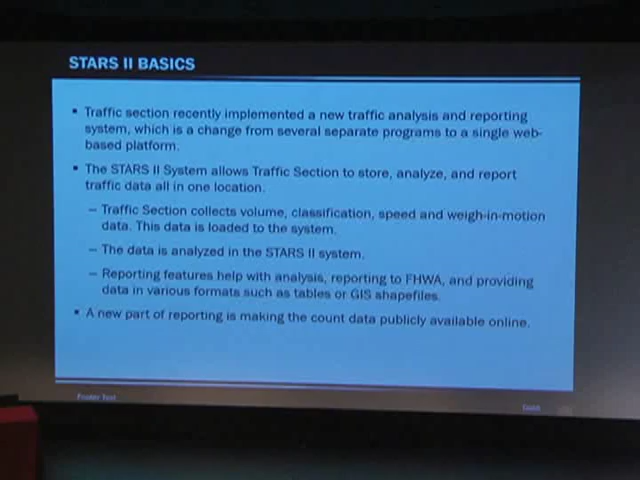 STARS II BASICS
▪ Traffic section recently implemented a new traffic analysis and reporting
system, which is a change from several separate programs to a single web-
based platform.
▪ The STARS II System allows Traffic Section to store, analyze, and report
traffic data all in one location.
– Traffic Section collects volume, classification, speed and weigh-in-motion
data. This data is loaded to the system.
– The data is analyzed in the STARS II system.
– Reporting features help with analysis, reporting to FHWA, and providing
data in various formats such as tables or GIS shapefiles.
▪ A new part of reporting is making the count data publicly available online.
Footer Text